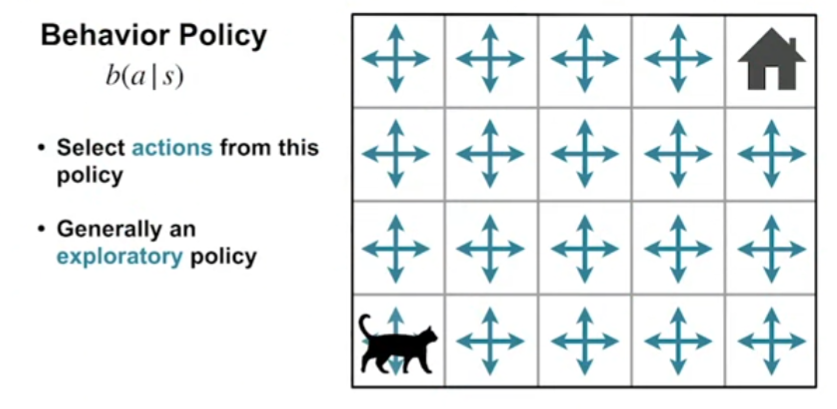 Behavior Policy
b(a|s)
• Select actions from this
policy
• Generally an
exploratory policy